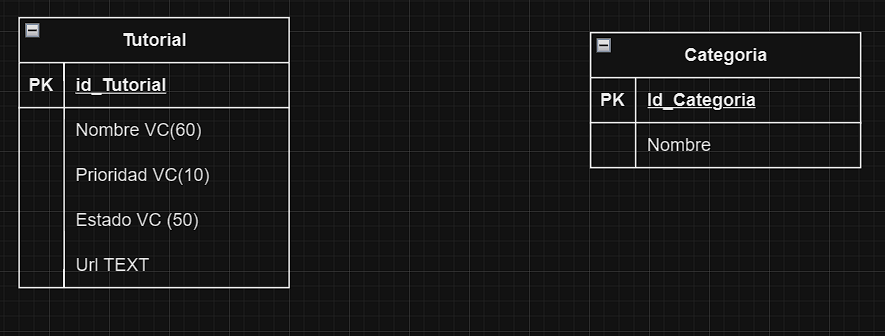 Tutorial
PK id_Tutorial
Nombre VC(60)
Prioridad VC(10)
Estado VC (50)
Url TEXT
Categoria
PK Id_Categoria
Nombre